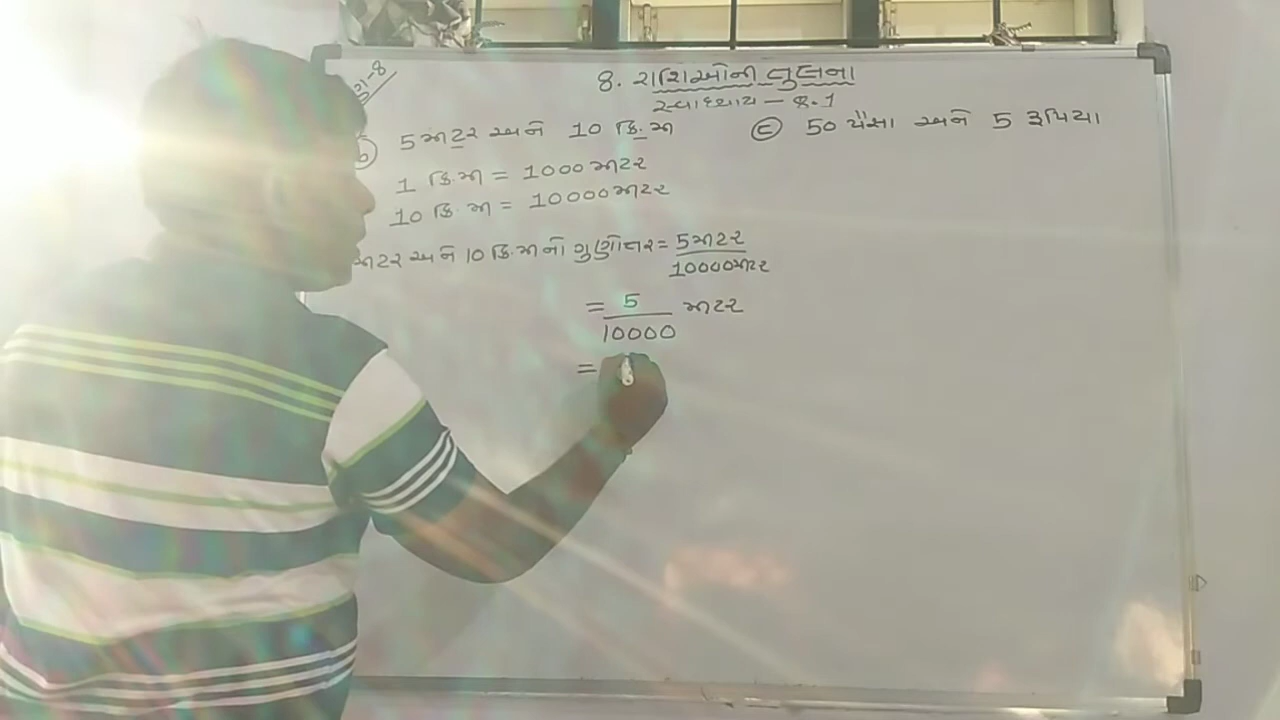 8. રાશિઓની તુલના
સ્વાધ્યાય – 8.1
5 મીટર અને 10 કિ.મી
1 કિ.મી = 1000 મીટર
10 કિ.મી = 10000 મીટર
મીટર અને 10 કિ.મીનો ગુણોત્તર = 5 મીટર / 10000 મીટર
= 5 / 10000 મીટર
=
c 50 પૈસા અને 5 રૂપિયા